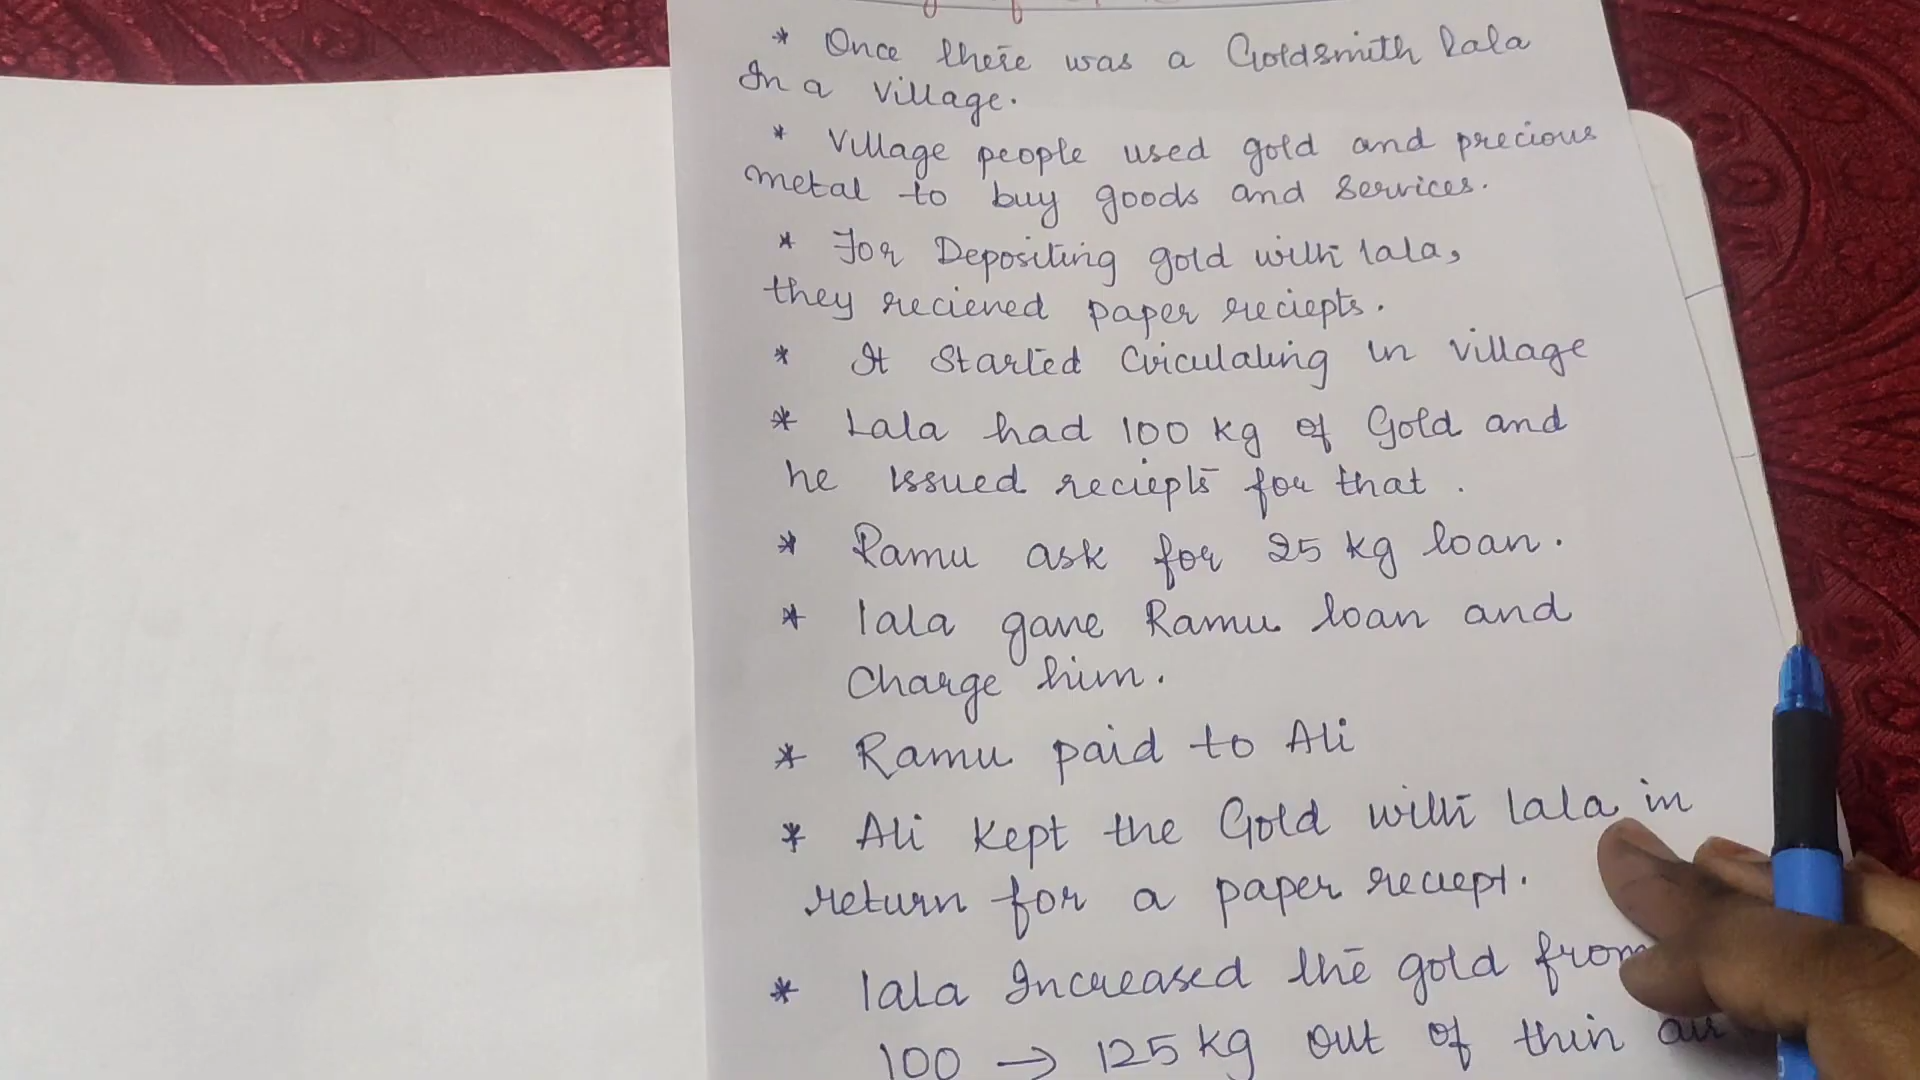 * Once there was a Goldsmith lala
In a village.
* Village people used gold and precious
metal to buy goods and services.
* For Depositing gold with lala,
they recieved paper reciepts.
* It started circulating in village
* Lala had 100 kg of Gold and
he issued reciepts for that.
* Ramu ask for 25 kg loan.
* lala gave Ramu loan and
charge him.
* Ramu paid to Ali
* Ali kept the Gold with lala in
return for a paper reciept.
* lala Increased the gold from
100 → 125 kg out of thin air